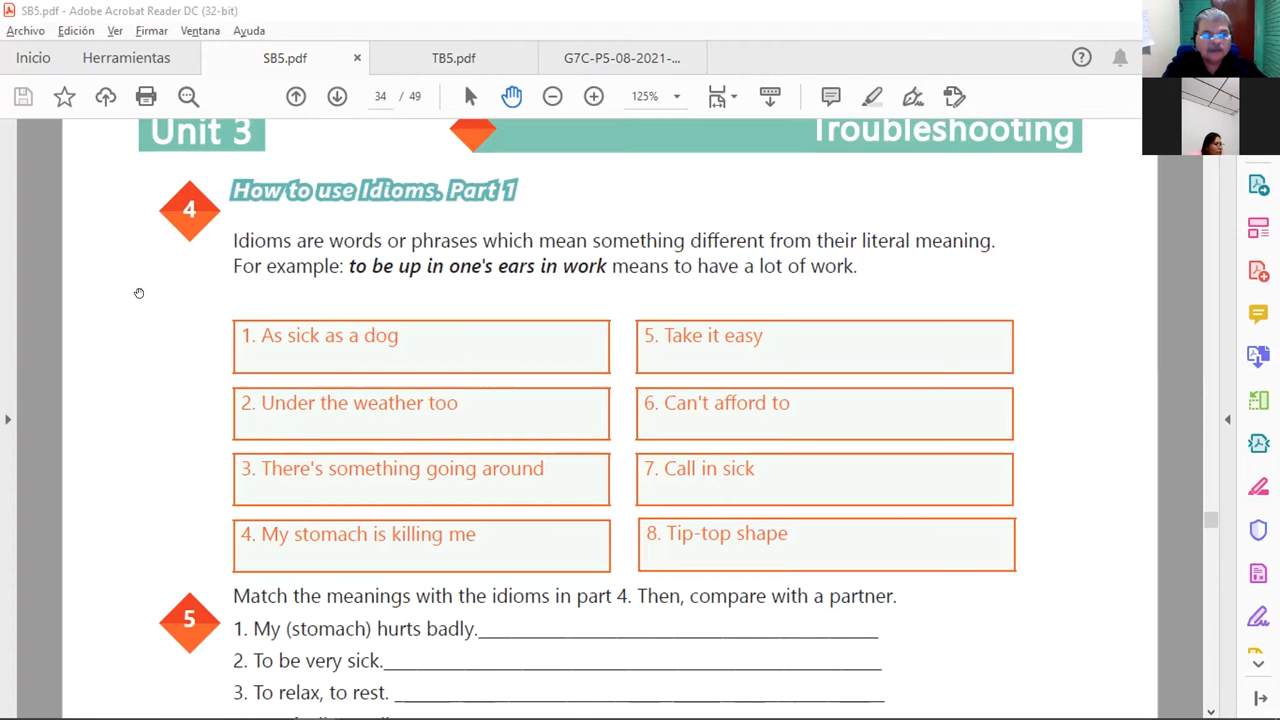 SB5.pdf - Adobe Acrobat Reader DC (32-bit)
Archivo Edición Ver Firmar Ventana Ayuda
Inicio Herramientas SB5.pdf × TB5.pdf G7C-P5-08-2021-...
34 / 49 125%
Unit 3 Troubleshooting
4 How to use Idioms. Part 1
Idioms are words or phrases which mean something different from their literal meaning.
For example: to be up in one's ears in work means to have a lot of work.
1. As sick as a dog
2. Under the weather too
3. There's something going around
4. My stomach is killing me
5. Take it easy
6. Can't afford to
7. Call in sick
8. Tip-top shape
5 Match the meanings with the idioms in part 4. Then, compare with a partner.
1. My (stomach) hurts badly.________________________________________
2. To be very sick.__________________________________________________
3. To relax, to rest. _________________________________________________